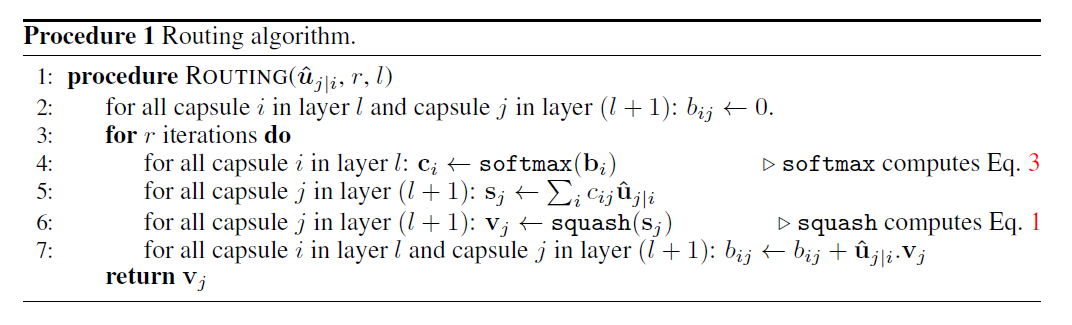 Procedure 1 Routing algorithm.
1: procedure ROUTING(û_{j|i}, r, l)
2: for all capsule i in layer l and capsule j in layer (l + 1): b_{ij} ← 0.
3: for r iterations do
4: for all capsule i in layer l: c_i ← softmax(b_i) ▷ softmax computes Eq. 3
5: for all capsule j in layer (l + 1): s_j ← ∑_i c_{ij}û_{j|i}
6: for all capsule j in layer (l + 1): v_j ← squash(s_j) ▷ squash computes Eq. 1
7: for all capsule i in layer l and capsule j in layer (l + 1): b_{ij} ← b_{ij} + û_{j|i}.v_j
return v_j